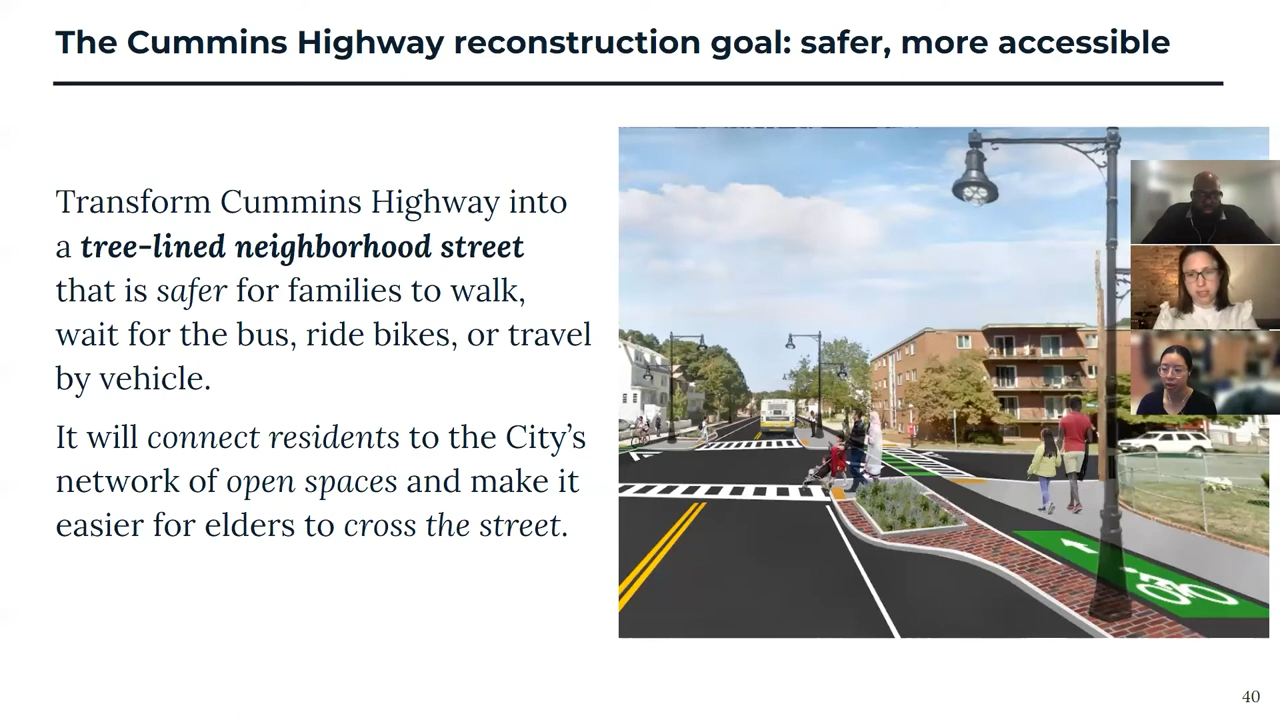 The Cummins Highway reconstruction goal: safer, more accessible
Transform Cummins Highway into
a tree-lined neighborhood street
that is safer for families to walk,
wait for the bus, ride bikes, or travel
by vehicle.
It will connect residents to the City’s
network of open spaces and make it
easier for elders to cross the street.
40